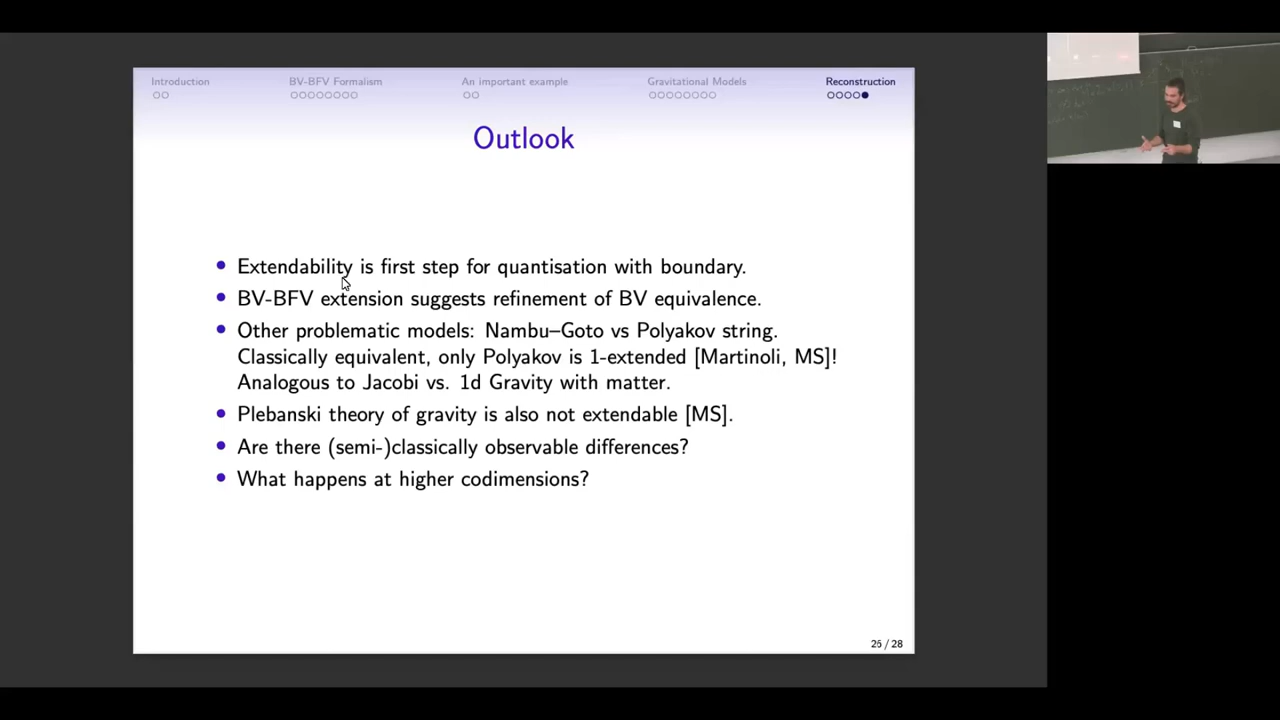 Introduction BV-BFV Formalism An important example Gravitational Models Reconstruction
Outlook
Extendability is first step for quantisation with boundary.
BV-BFV extension suggests refinement of BV equivalence.
Other problematic models: Nambu–Goto vs Polyakov string.
Classically equivalent, only Polyakov is 1-extended [Martinoli, MS]!
Analogous to Jacobi vs. 1d Gravity with matter.
Plebanski theory of gravity is also not extendable [MS].
Are there (semi-)classically observable differences?
What happens at higher codimensions?
26 / 28